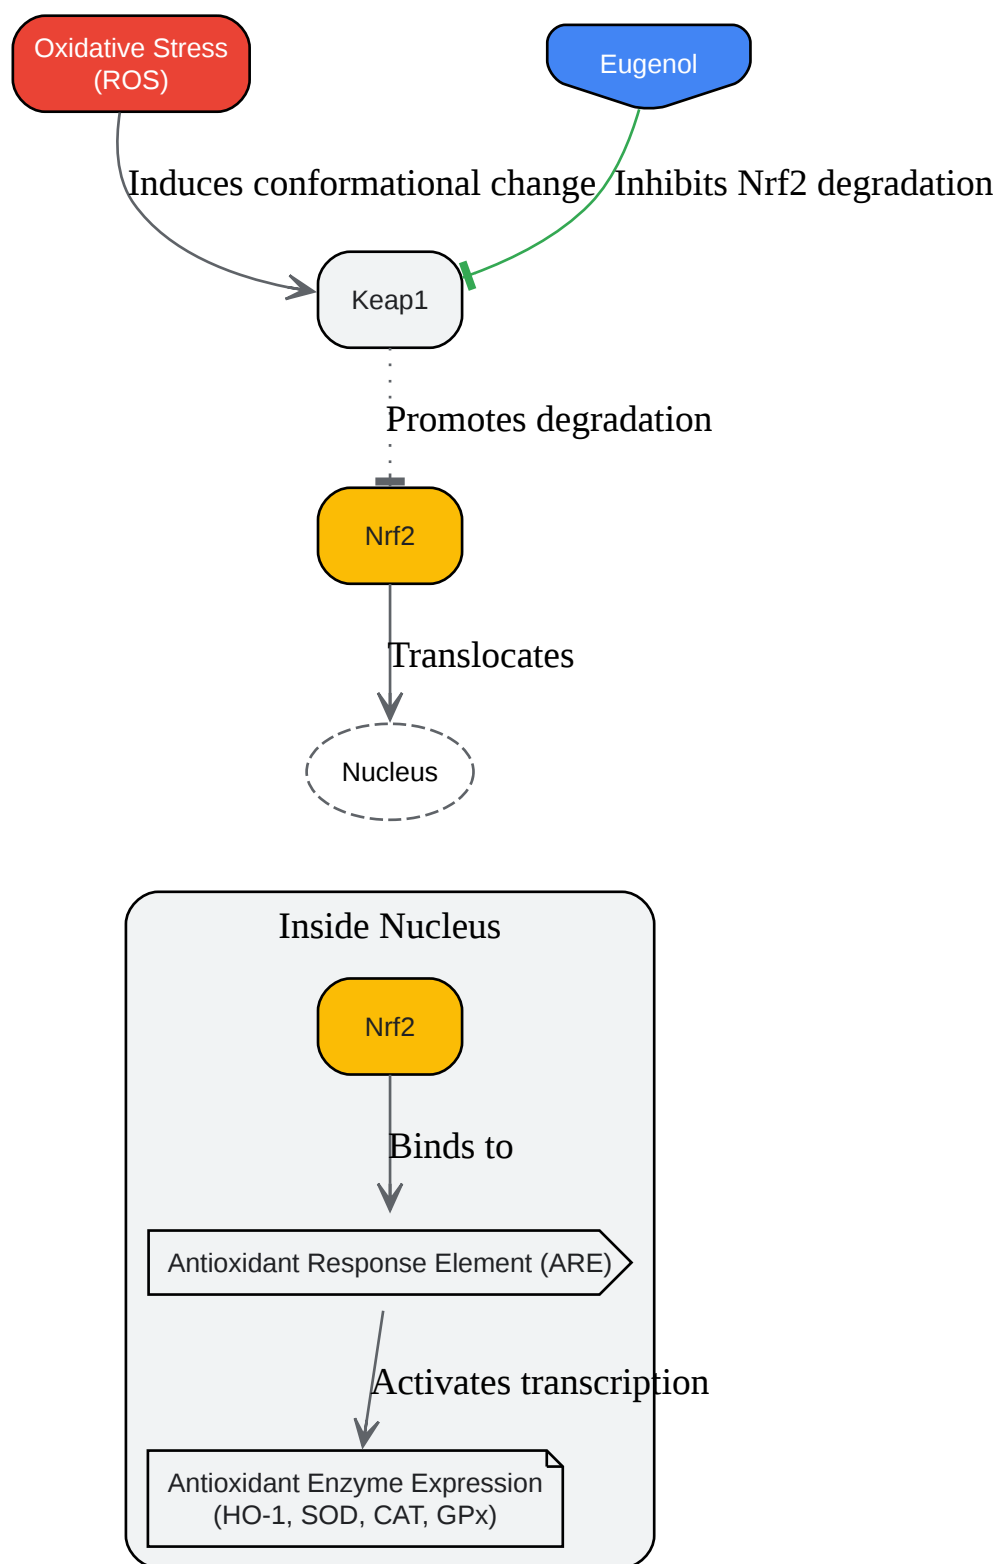 Oxidative Stress
(ROS)
Eugenol
Induces conformational change
Inhibits Nrf2 degradation
Keap1
Promotes degradation
Nrf2
Translocates
Nucleus
Inside Nucleus
Nrf2
Binds to
Antioxidant Response Element (ARE)
Activates transcription
Antioxidant Enzyme Expression
(HO-1, SOD, CAT, GPx)